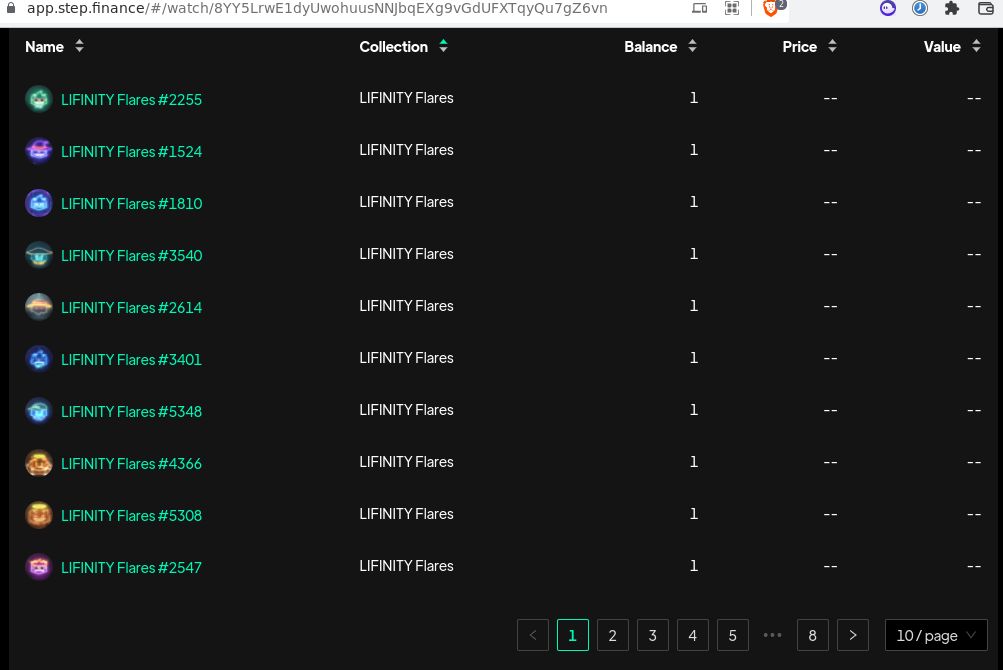 app.step.finance/#/watch/8YY5LrwE1dyUwohuusNNJbqEXg9vGdUFXTqyQu7gZ6vn 2
Name Collection Balance Price Value
LIFINITY Flares #2255 LIFINITY Flares 1 -- --
LIFINITY Flares #1524 LIFINITY Flares 1 -- --
LIFINITY Flares #1810 LIFINITY Flares 1 -- --
LIFINITY Flares #3540 LIFINITY Flares 1 -- --
LIFINITY Flares #2614 LIFINITY Flares 1 -- --
LIFINITY Flares #3401 LIFINITY Flares 1 -- --
LIFINITY Flares #5348 LIFINITY Flares 1 -- --
LIFINITY Flares #4366 LIFINITY Flares 1 -- --
LIFINITY Flares #5308 LIFINITY Flares 1 -- --
LIFINITY Flares #2547 LIFINITY Flares 1 -- --
< 1 2 3 4 5 ••• 8 > 10 / page